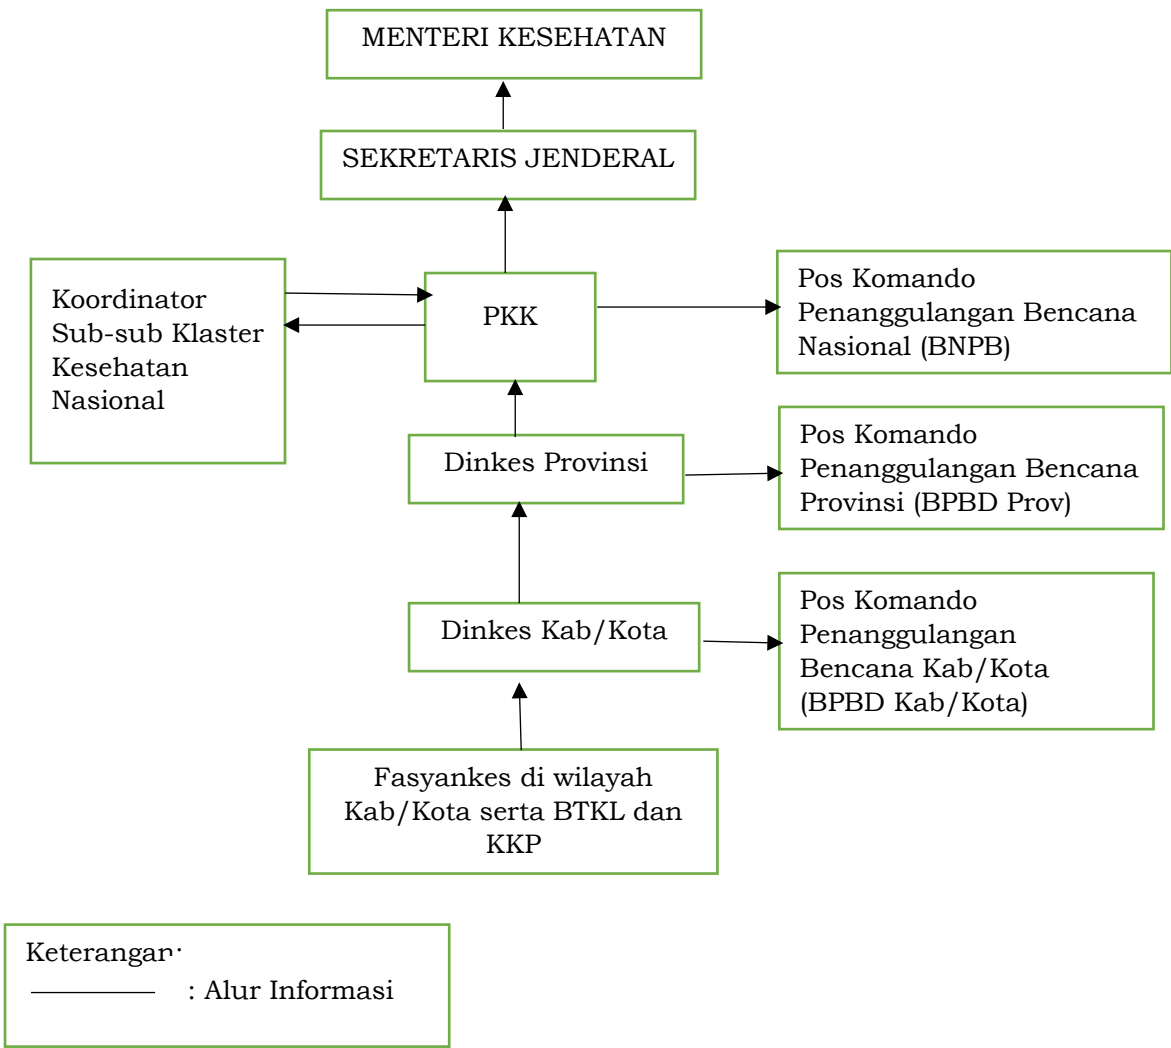 MENTERI KESEHATAN
SEKRETARIS JENDERAL
Koordinator
Sub-sub Klaster
Kesehatan
Nasional
PKK
Pos Komando
Penanggulangan Bencana
Nasional (BNPB)
Dinkes Provinsi
Pos Komando
Penanggulangan Bencana
Provinsi (BPBD Prov)
Dinkes Kab/Kota
Pos Komando
Penanggulangan
Bencana Kab/Kota
(BPBD Kab/Kota)
Fasyankes di wilayah
Kab/Kota serta BTKL dan
KKP
Keterangan:
: Alur Informasi